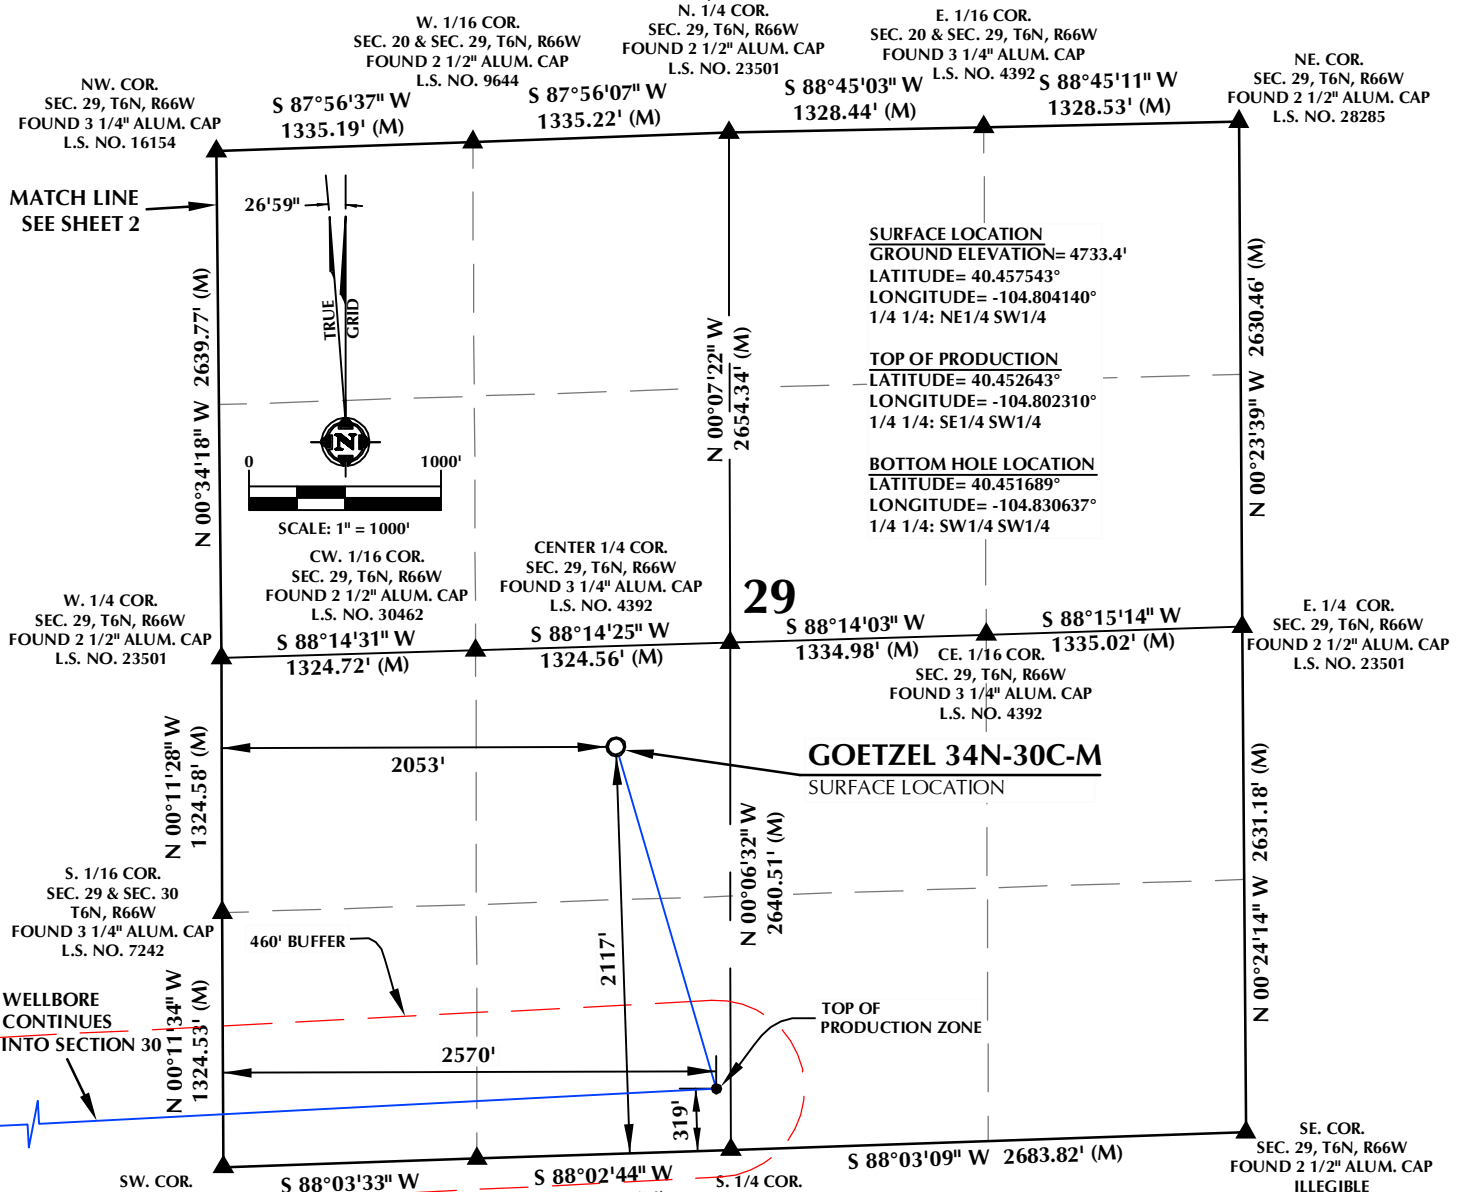 W. 1/16 COR.
SEC. 20 & SEC. 29, T6N, R66W
FOUND 2 1/2" ALUM. CAP
L.S. NO. 9644
N. 1/4 COR.
SEC. 29, T6N, R66W
FOUND 2 1/2" ALUM. CAP
L.S. NO. 23501
E. 1/16 COR.
SEC. 20 & SEC. 29, T6N, R66W
FOUND 3 1/4" ALUM. CAP
L.S. NO. 4392
NE. COR.
SEC. 29, T6N, R66W
FOUND 2 1/2" ALUM. CAP
L.S. NO. 28285
NW. COR.
SEC. 29, T6N, R66W
FOUND 3 1/4" ALUM. CAP
L.S. NO. 16154
S 87°56'37" W
1335.19' (M)
S 87°56'07" W
1335.22' (M)
S 88°45'03" W
1328.44' (M)
S 88°45'11" W
1328.53' (M)
MATCH LINE
SEE SHEET 2
26'59"
TRUE
GRID
N
0 1000'
SCALE: 1" = 1000'
N 00°34'18" W 2639.77' (M)
N 00°07'22" W
2654.34' (M)
N 00°23'39" W 2630.46' (M)
SURFACE LOCATION
GROUND ELEVATION= 4733.4'
LATITUDE= 40.457543°
LONGITUDE= -104.804140°
1/4 1/4: NE1/4 SW1/4
TOP OF PRODUCTION
LATITUDE= 40.452643°
LONGITUDE= -104.802310°
1/4 1/4: SE1/4 SW1/4
BOTTOM HOLE LOCATION
LATITUDE= 40.451689°
LONGITUDE= -104.830637°
1/4 1/4: SW1/4 SW1/4
CW. 1/16 COR.
SEC. 29, T6N, R66W
FOUND 2 1/2" ALUM. CAP
L.S. NO. 30462
CENTER 1/4 COR.
SEC. 29, T6N, R66W
FOUND 3 1/4" ALUM. CAP
L.S. NO. 4392
29
W. 1/4 COR.
SEC. 29, T6N, R66W
FOUND 2 1/2" ALUM. CAP
L.S. NO. 23501
S 88°14'31" W
1324.72' (M)
S 88°14'25" W
1324.56' (M)
S 88°14'03" W
1334.98' (M)
S 88°15'14" W
1335.02' (M)
CE. 1/16 COR.
SEC. 29, T6N, R66W
FOUND 3 1/4" ALUM. CAP
L.S. NO. 4392
E. 1/4 COR.
SEC. 29, T6N, R66W
FOUND 2 1/2" ALUM. CAP
L.S. NO. 23501
N 00°11'28" W
1324.58' (M)
2053'
GOETZEL 34N-30C-M
SURFACE LOCATION
N 00°06'32" W
2640.51' (M)
N 00°24'14" W 2631.18' (M)
S. 1/16 COR.
SEC. 29 & SEC. 30
T6N, R66W
FOUND 3 1/4" ALUM. CAP
L.S. NO. 7242
460' BUFFER
2117'
WELLBORE
CONTINUES
INTO SECTION 30
N 00°11'34" W
1324.53' (M)
2570'
TOP OF
PRODUCTION ZONE
319'
SW. COR.
S 88°03'33" W
S 88°02'44" W
S. 1/4 COR.
S 88°03'09" W 2683.82' (M)
SE. COR.
SEC. 29, T6N, R66W
FOUND 2 1/2" ALUM. CAP
ILLEGIBLE